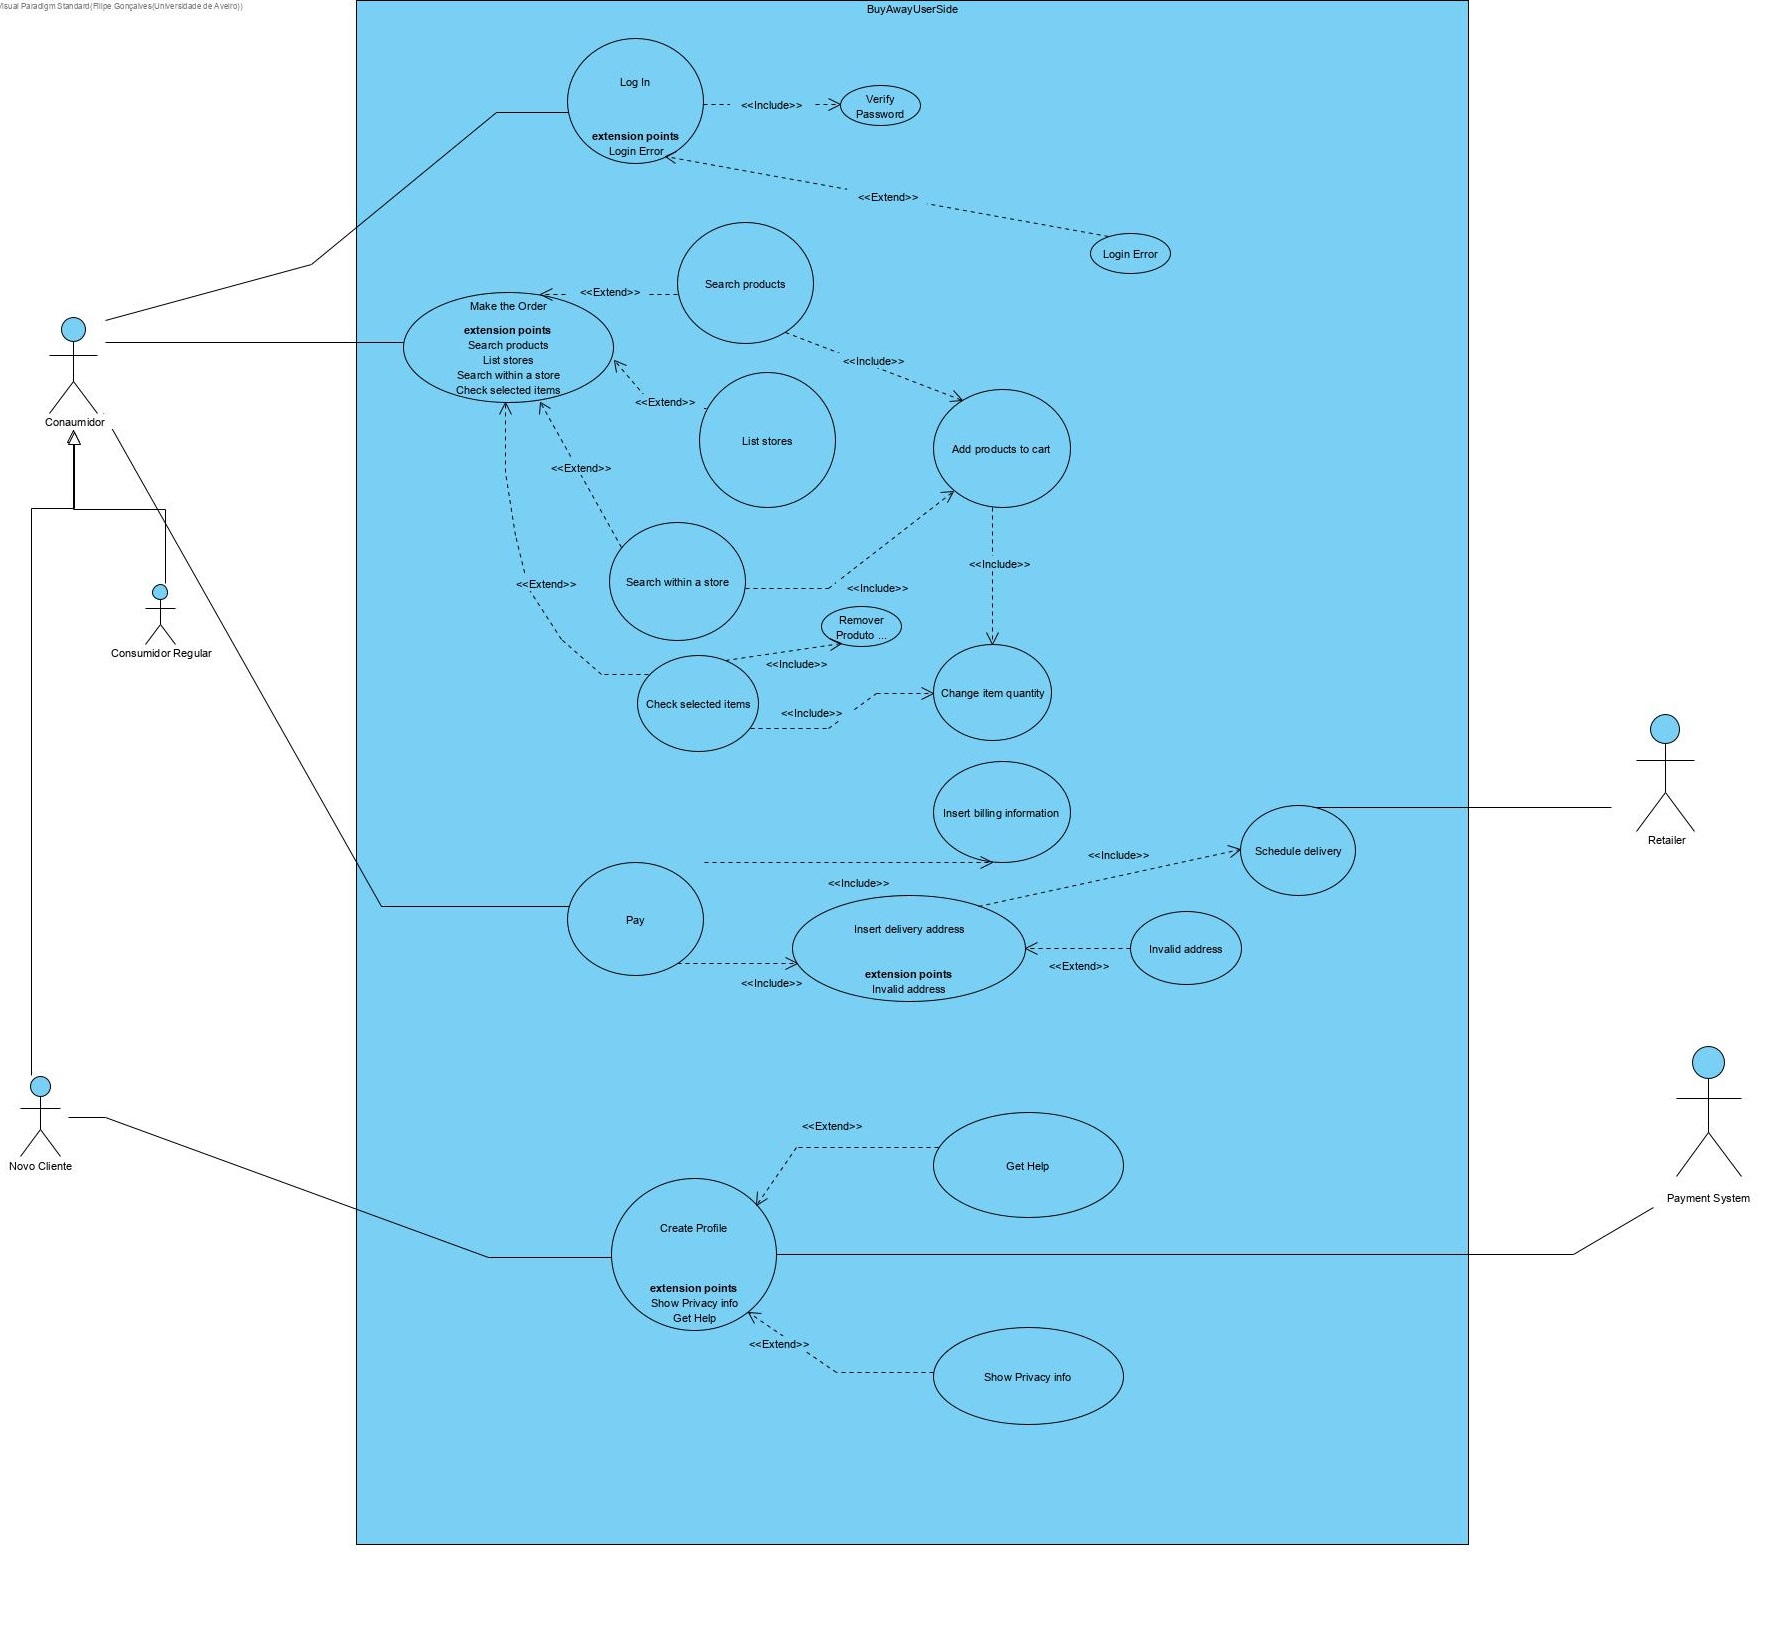 Visual Paradigm Standard(Filipe Gonçalves(Universidade de Aveiro))
BuyAwayUserSide
Log In
extension points
Login Error
<<Include>>
Verify
Password
<<Extend>>
Login Error
Search products
<<Extend>>
Make the Order
extension points
Search products
List stores
Search within a store
Check selected items
<<Include>>
<<Extend>>
List stores
Add products to cart
Conaumidor
<<Extend>>
<<Include>>
<<Extend>>
Search within a store
<<Include>>
Remover
Produto ...
Consumidor Regular
<<Include>>
Check selected items
<<Include>>
Change item quantity
Insert billing information
Retailer
Schedule delivery
<<Include>>
<<Include>>
Pay
Insert delivery address
extension points
Invalid address
Invalid address
<<Extend>>
<<Include>>
Novo Cliente
<<Extend>>
Get Help
Payment System
Create Profile
extension points
Show Privacy info
Get Help
<<Extend>>
Show Privacy info